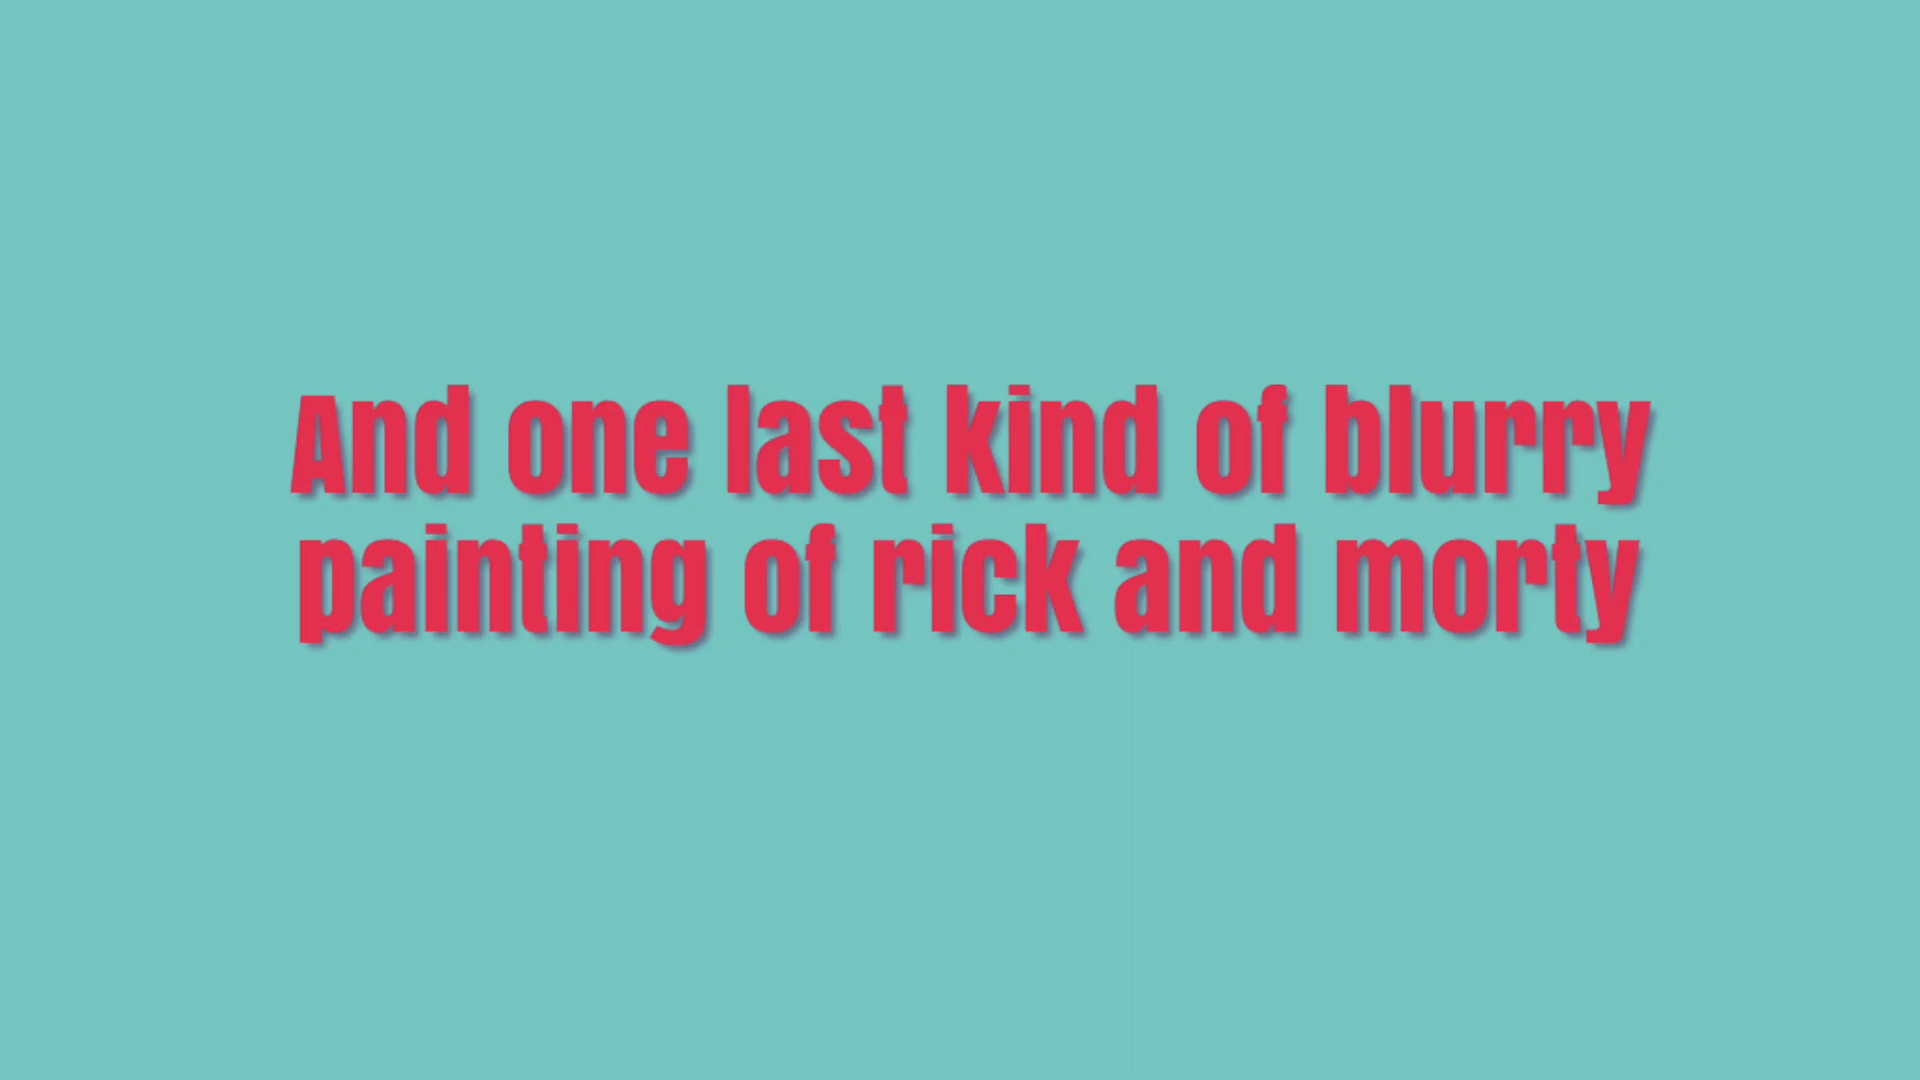 And one last kind of blurry
painting of rick and morty